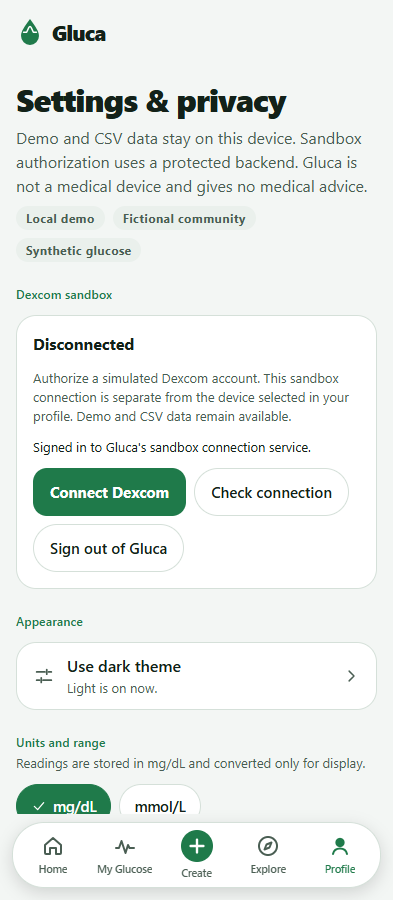 Gluca
Settings & privacy
Demo and CSV data stay on this device. Sandbox
authorization uses a protected backend. Gluca is
not a medical device and gives no medical advice.
Local demo
Fictional community
Synthetic glucose
Dexcom sandbox
Disconnected
Authorize a simulated Dexcom account. This sandbox
connection is separate from the device selected in your
profile. Demo and CSV data remain available.
Signed in to Gluca's sandbox connection service.
Connect Dexcom
Check connection
Sign out of Gluca
Appearance
Use dark theme
Light is on now.
Units and range
Readings are stored in mg/dL and converted only for display.
mg/dL
mmol/L
Home
My Glucose
Create
Explore
Profile